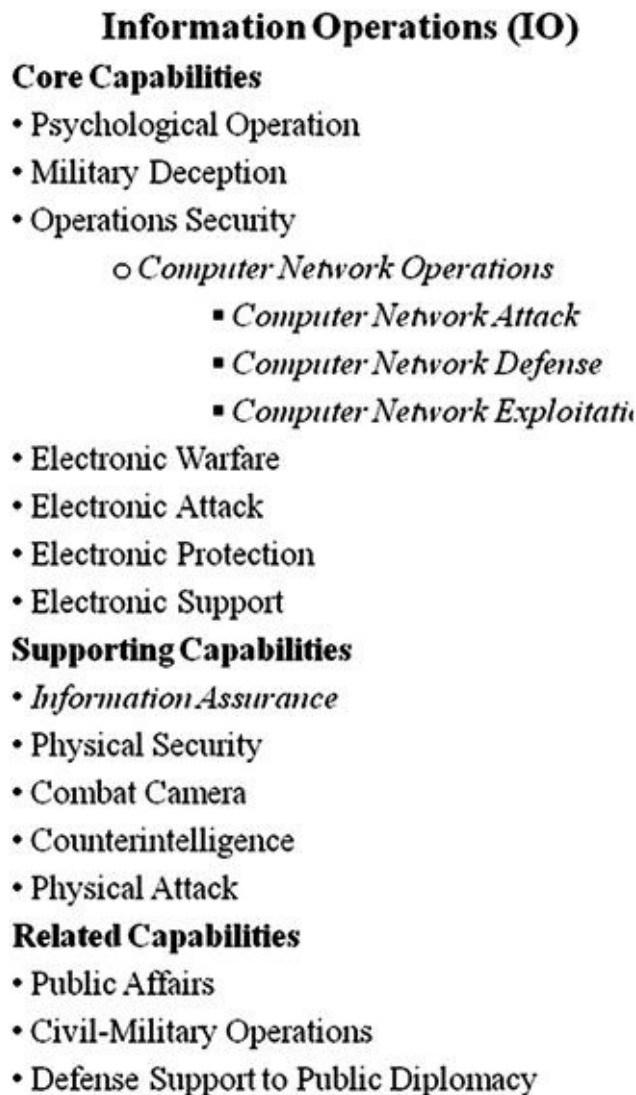 Information Operations (IO)
Core Capabilities
• Psychological Operation
• Military Deception
• Operations Security
o Computer Network Operations
▪ Computer Network Attack
▪ Computer Network Defense
▪ Computer Network Exploitatio
• Electronic Warfare
• Electronic Attack
• Electronic Protection
• Electronic Support
Supporting Capabilities
• Information Assurance
• Physical Security
• Combat Camera
• Counterintelligence
• Physical Attack
Related Capabilities
• Public Affairs
• Civil-Military Operations
• Defense Support to Public Diplomacy